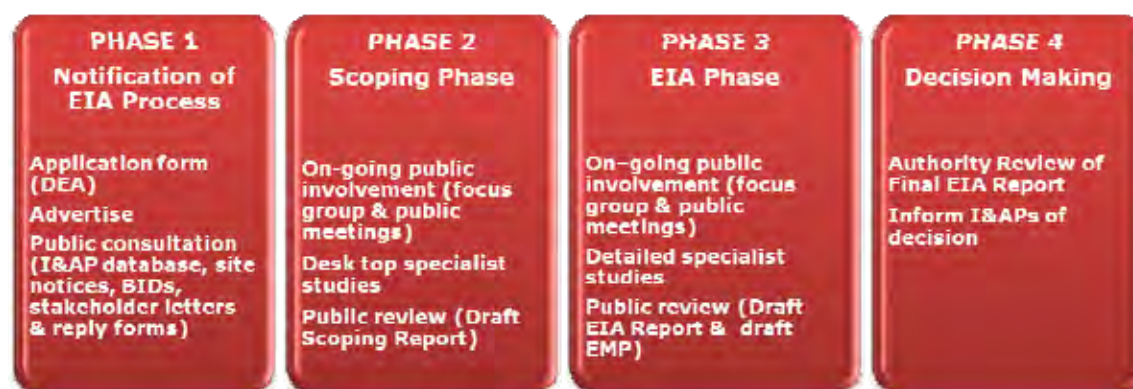 PHASE 1
Notification of
EIA Process
Application form
(DEA)
Advertise
Public consultation
(I&AP database, site
notices, BIDs,
stakeholder letters
& reply forms)
PHASE 2
Scoping Phase
On-going public
involvement (focus
group & public
meetings)
Desk top specialist
studies
Public review (Draft
Scoping Report)
PHASE 3
EIA Phase
On-going public
involvement (focus
group & public
meetings)
Detailed specialist
studies
Public review (Draft
EIA Report & draft
EMP)
PHASE 4
Decision Making
Authority Review of
Final EIA Report
Inform I&APs of
decision